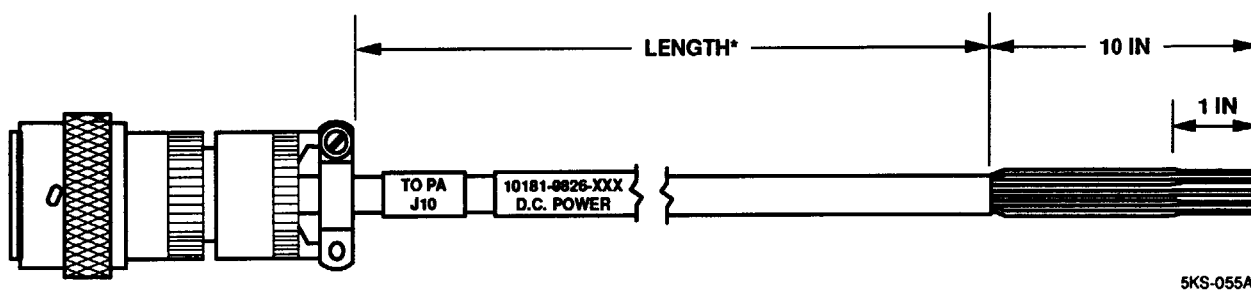 LENGTH*
10 IN
1 IN
TO PA
J10
10181-9826-XXX
D.C. POWER
5KS-055A